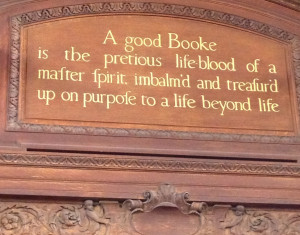 A good Booke
is the pretious life-blood of a
maſter ſpirit, imbalm'd and treaſur'd
up on purpoſe to a life beyond life